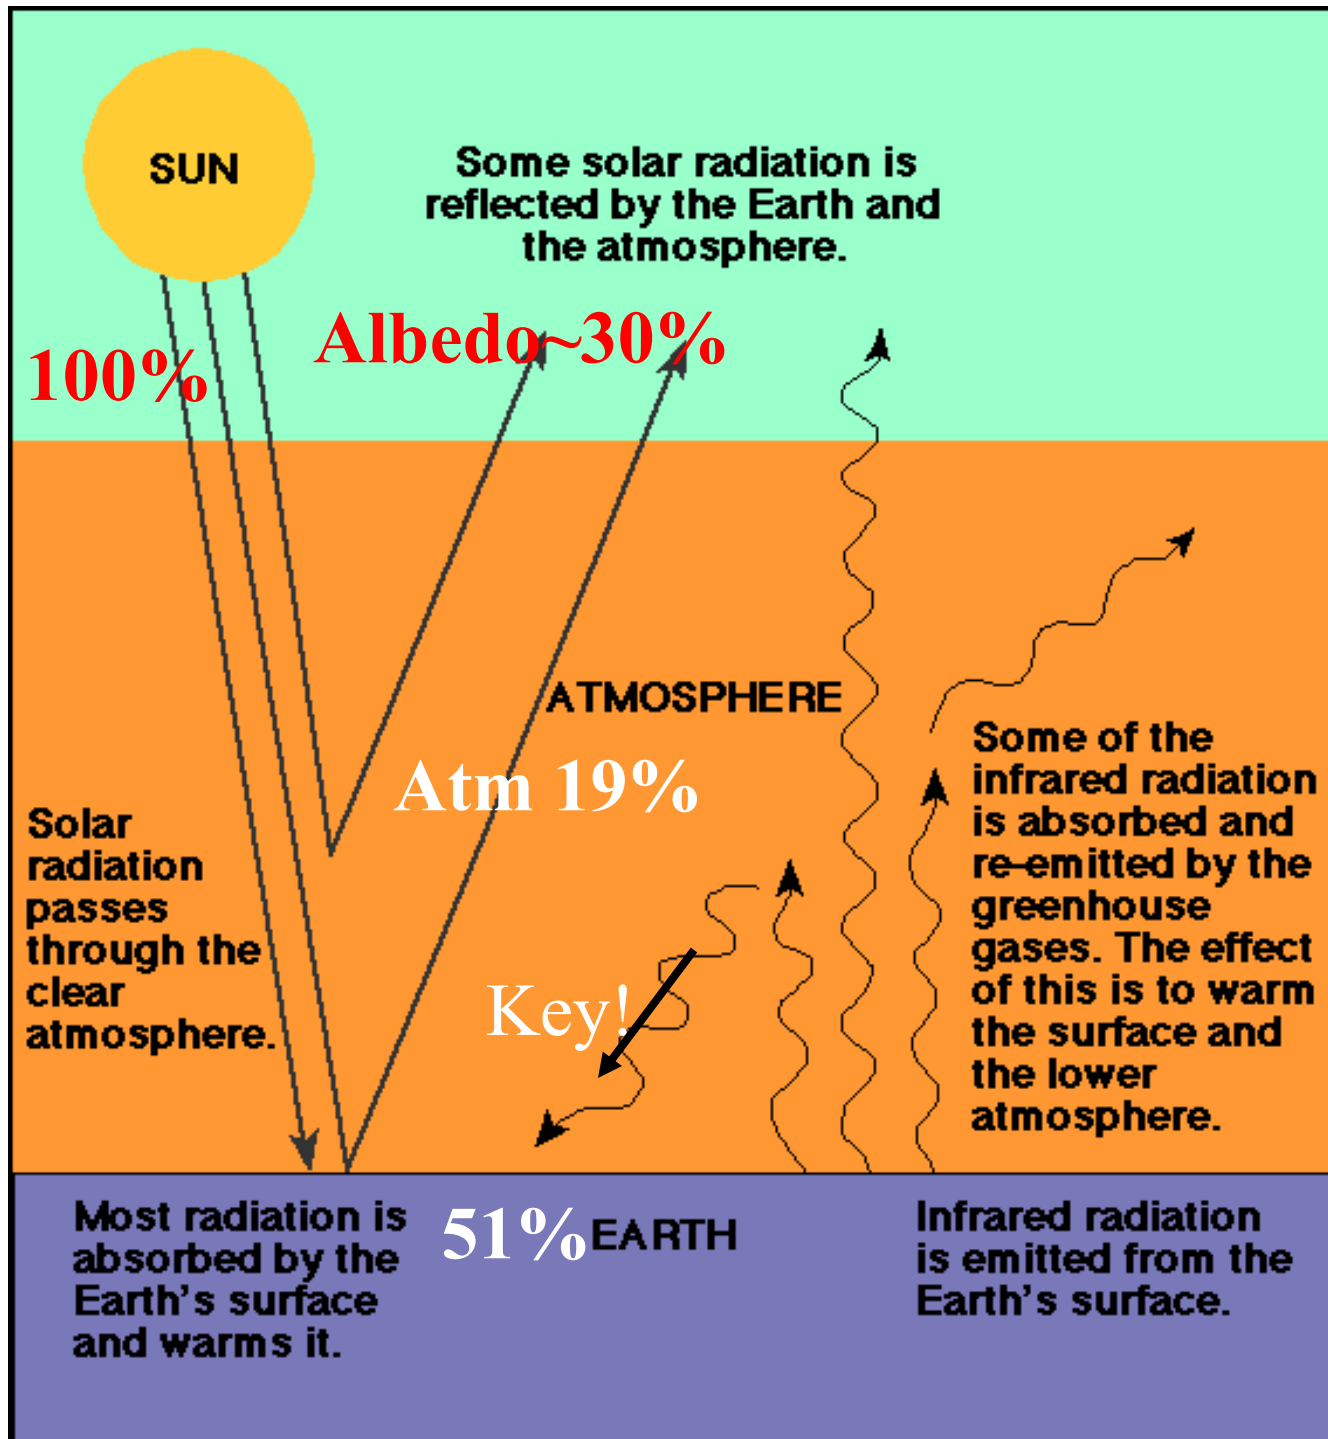 SUN
Some solar radiation is
reflected by the Earth and
the atmosphere.
Albedo~30%
100%
ATMOSPHERE
Atm 19%
Solar
radiation
passes
through the
clear
atmosphere.
Key!
Some of the
infrared radiation
is absorbed and
re-emitted by the
greenhouse
gases. The effect
of this is to warm
the surface and
the lower
atmosphere.
Most radiation is
absorbed by the
Earth's surface
and warms it.
51%
EARTH
Infrared radiation
is emitted from the
Earth's surface.